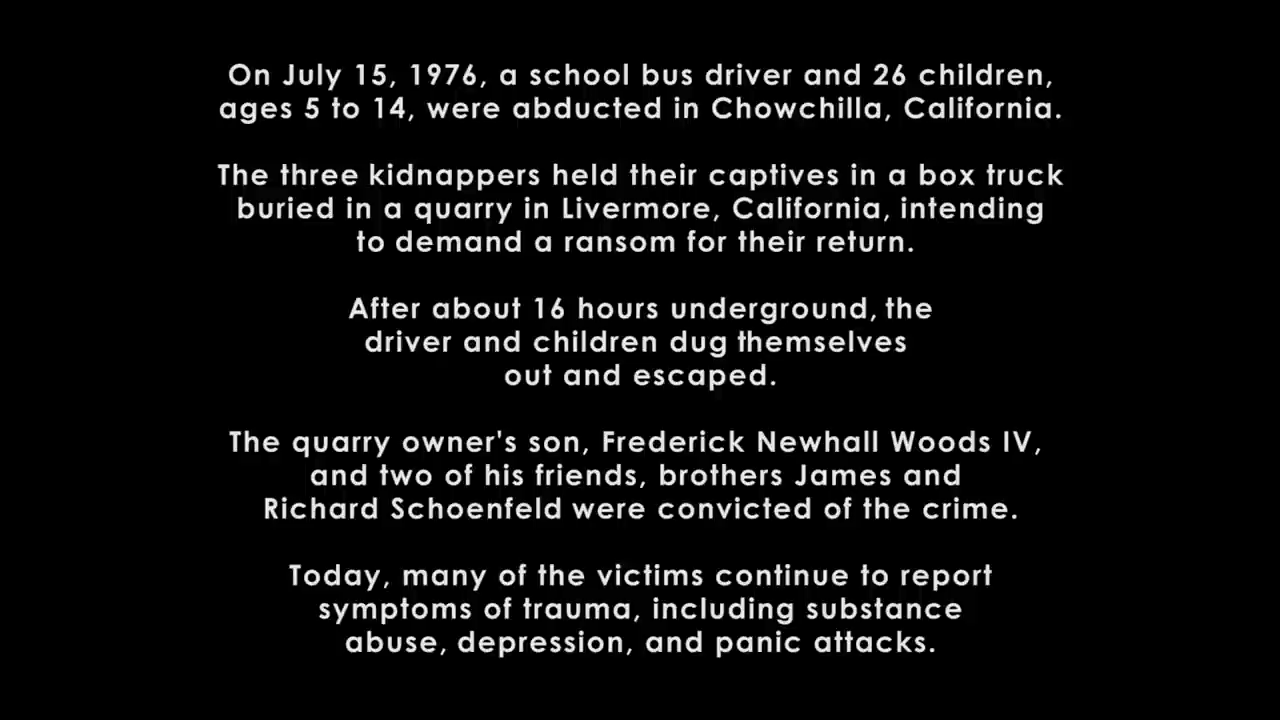 On July 15, 1976, a school bus driver and 26 children,
ages 5 to 14, were abducted in Chowchilla, California.
The three kidnappers held their captives in a box truck
buried in a quarry in Livermore, California, intending
to demand a ransom for their return.
After about 16 hours underground, the
driver and children dug themselves
out and escaped.
The quarry owner's son, Frederick Newhall Woods IV,
and two of his friends, brothers James and
Richard Schoenfeld were convicted of the crime.
Today, many of the victims continue to report
symptoms of trauma, including substance
abuse, depression, and panic attacks.